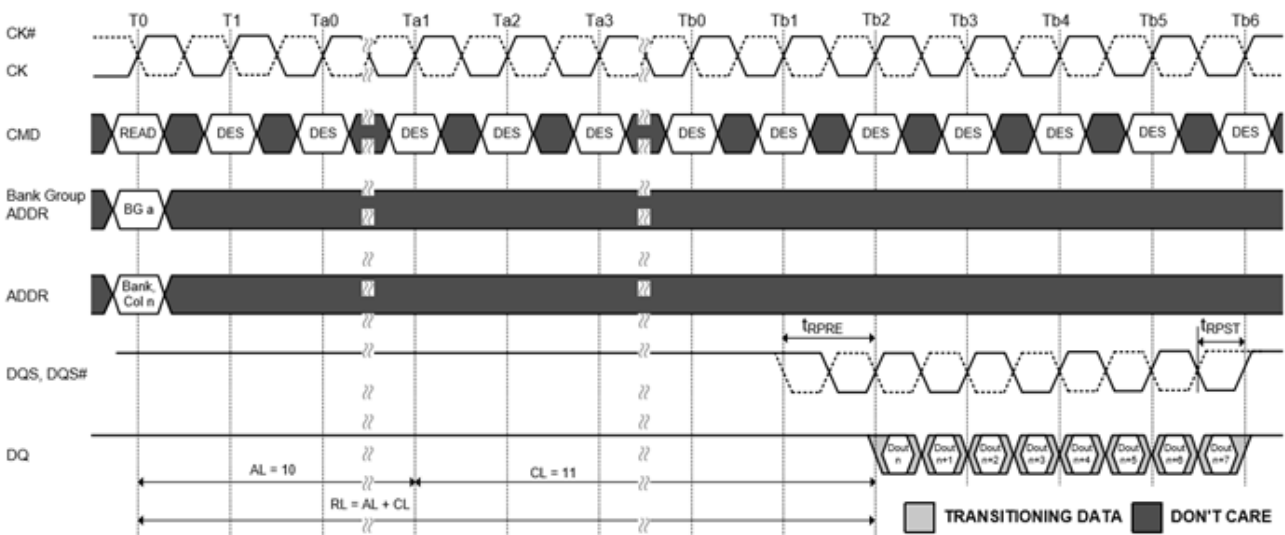 T0 T1 Ta0 Ta1 Ta2 Ta3 Tb0 Tb1 Tb2 Tb3 Tb4 Tb5 Tb6
CK#
CK
CMD READ DES DES DES DES DES DES DES DES DES DES DES DES
Bank Group
ADDR
BG a
ADDR
Bank,
Col n
tRPRE tRPST
DQS, DQS#
DQ
Dout
n
Dout
n+1
Dout
n+2
Dout
n+3
Dout
n+4
Dout
n+5
Dout
n+6
Dout
n+7
AL = 10 CL = 11
RL = AL + CL
TRANSITIONING DATA DON'T CARE